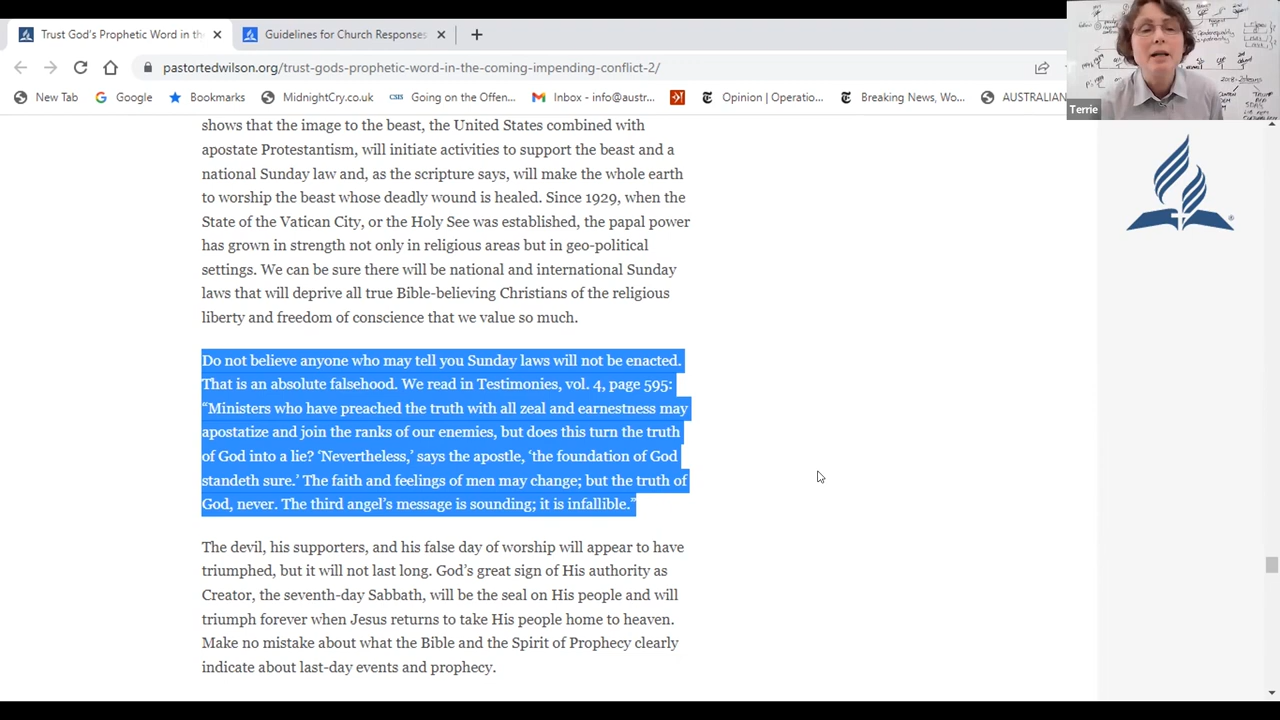 Trust God's Prophetic Word in th
Guidelines for Church Responses
pastortedwilson.org/trust-gods-prophetic-word-in-the-coming-impending-conflict-2/
New Tab
Google
Bookmarks
MidnightCry.co.uk
CSIS
Going on the Offen...
Inbox - info@austr...
Opinion | Operatio...
Breaking News, Wo...
AUSTRALIAN
Terrie
shows that the image to the beast, the United States combined with
apostate Protestantism, will initiate activities to support the beast and a
national Sunday law and, as the scripture says, will make the whole earth
to worship the beast whose deadly wound is healed. Since 1929, when the
State of the Vatican City, or the Holy See was established, the papal power
has grown in strength not only in religious areas but in geo-political
settings. We can be sure there will be national and international Sunday
laws that will deprive all true Bible-believing Christians of the religious
liberty and freedom of conscience that we value so much.
Do not believe anyone who may tell you Sunday laws will not be enacted.
That is an absolute falsehood. We read in Testimonies, vol. 4, page 595:
“Ministers who have preached the truth with all zeal and earnestness may
apostatize and join the ranks of our enemies, but does this turn the truth
of God into a lie? ‘Nevertheless,’ says the apostle, ‘the foundation of God
standeth sure.’ The faith and feelings of men may change; but the truth of
God, never. The third angel’s message is sounding; it is infallible.”
The devil, his supporters, and his false day of worship will appear to have
triumphed, but it will not last long. God’s great sign of His authority as
Creator, the seventh-day Sabbath, will be the seal on His people and will
triumph forever when Jesus returns to take His people home to heaven.
Make no mistake about what the Bible and the Spirit of Prophecy clearly
indicate about last-day events and prophecy.